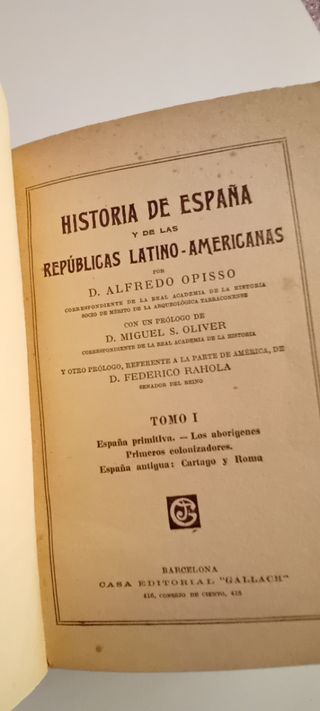 HISTORIA DE ESPAÑA
Y DE LAS
REPÚBLICAS LATINO-AMERICANAS
POR
D. ALFREDO OPISSO
CORRESPONDIENTE DE LA REAL ACADEMIA DE LA HISTORIA
SOCIO DE MÉRITO DE LA ARQUEOLÓGICA TARRACONENSE
CON UN PRÓLOGO DE
D. MIGUEL S. OLIVER
CORRESPONDIENTE DE LA REAL ACADEMIA DE LA HISTORIA
Y OTRO PRÓLOGO, REFERENTE A LA PARTE DE AMÉRICA, DE
D. FEDERICO RAHOLA
SENADOR DEL REINO
TOMO I
España primitiva. — Los aborígenes
Primeros colonizadores.
España antigua: Cartago y Roma
BARCELONA
CASA EDITORIAL "GALLACH"
CONSEJO DE CIENTO,